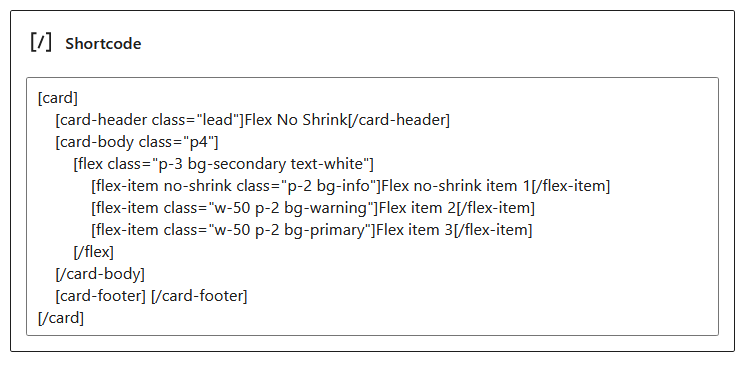 [/] Shortcode
[card]
[card-header class="lead"]Flex No Shrink[/card-header]
[card-body class="p4"]
[flex class="p-3 bg-secondary text-white"]
[flex-item no-shrink class="p-2 bg-info"]Flex no-shrink item 1[/flex-item]
[flex-item class="w-50 p-2 bg-warning"]Flex item 2[/flex-item]
[flex-item class="w-50 p-2 bg-primary"]Flex item 3[/flex-item]
[/flex]
[/card-body]
[card-footer] [/card-footer]
[/card]